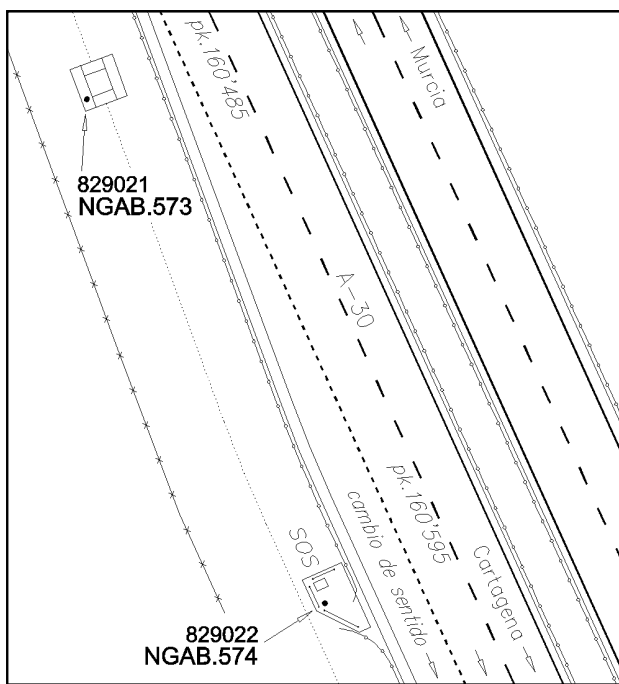 pk.160'485
Murcia
829021
NGAB.573
A-30
pk.160'595
cambio de sentido
SOS
Cartagena
829022
NGAB.574